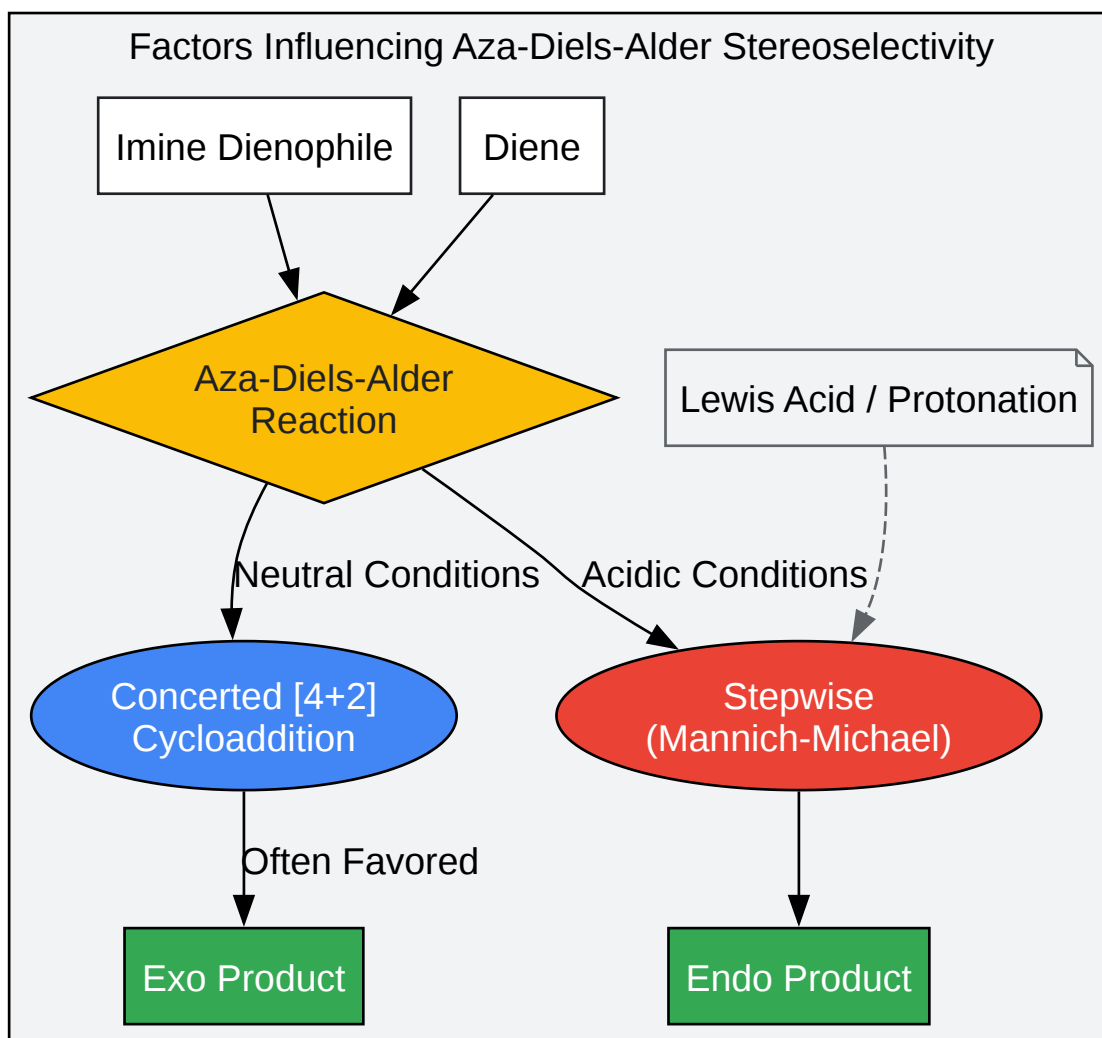 Factors Influencing Aza-Diels-Alder Stereoselectivity
Imine Dienophile
Diene
Aza-Diels-Alder
Reaction
Lewis Acid / Protonation
Neutral Conditions
Acidic Conditions
Concerted [4+2]
Cycloaddition
Stepwise
(Mannich-Michael)
Often Favored
Exo Product
Endo Product